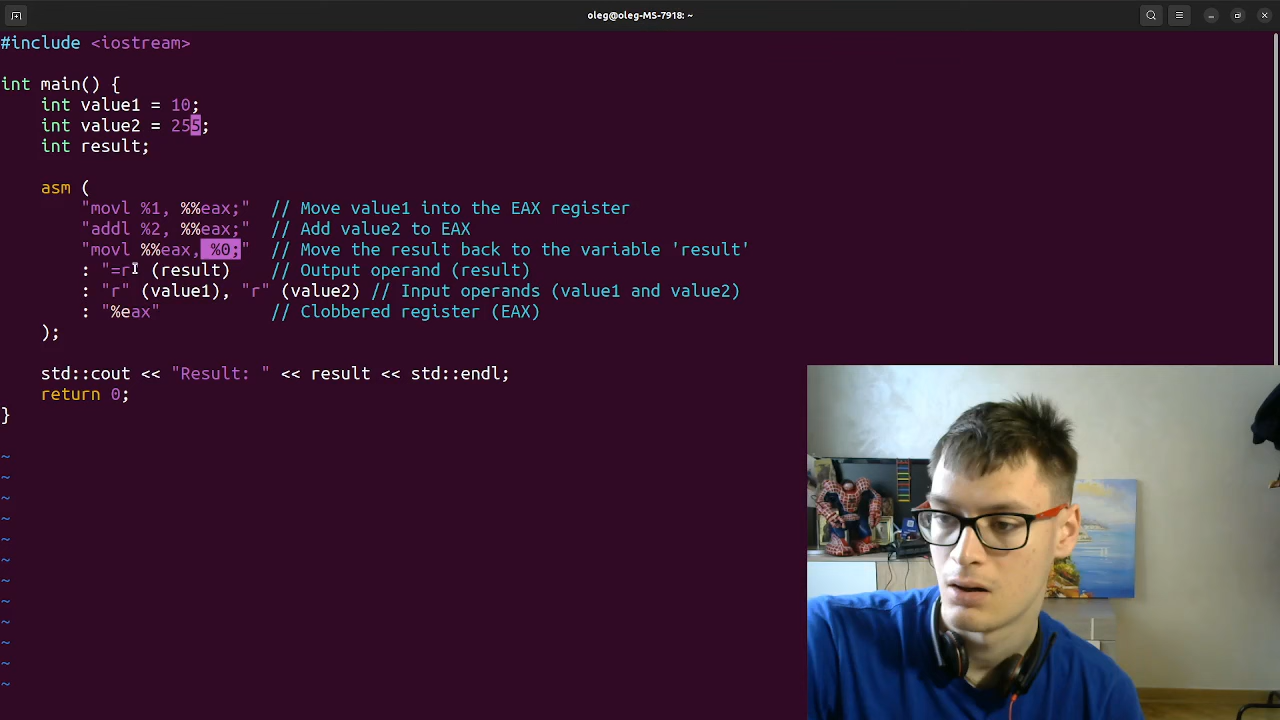 oleg@oleg-MS-7918: ~
#include <iostream>
int main() {
    int value1 = 10;
    int value2 = 255;
    int result;
    asm (
        "movl %1, %%eax;"  // Move value1 into the EAX register
        "addl %2, %%eax;"  // Add value2 to EAX
        "movl %%eax, %0;"  // Move the result back to the variable 'result'
        : "=r" (result)    // Output operand (result)
        : "r" (value1), "r" (value2) // Input operands (value1 and value2)
        : "%eax"           // Clobbered register (EAX)
    );
    std::cout << "Result: " << result << std::endl;
    return 0;
}
~
~
~
~
~
~
~
~
~
~
~
~